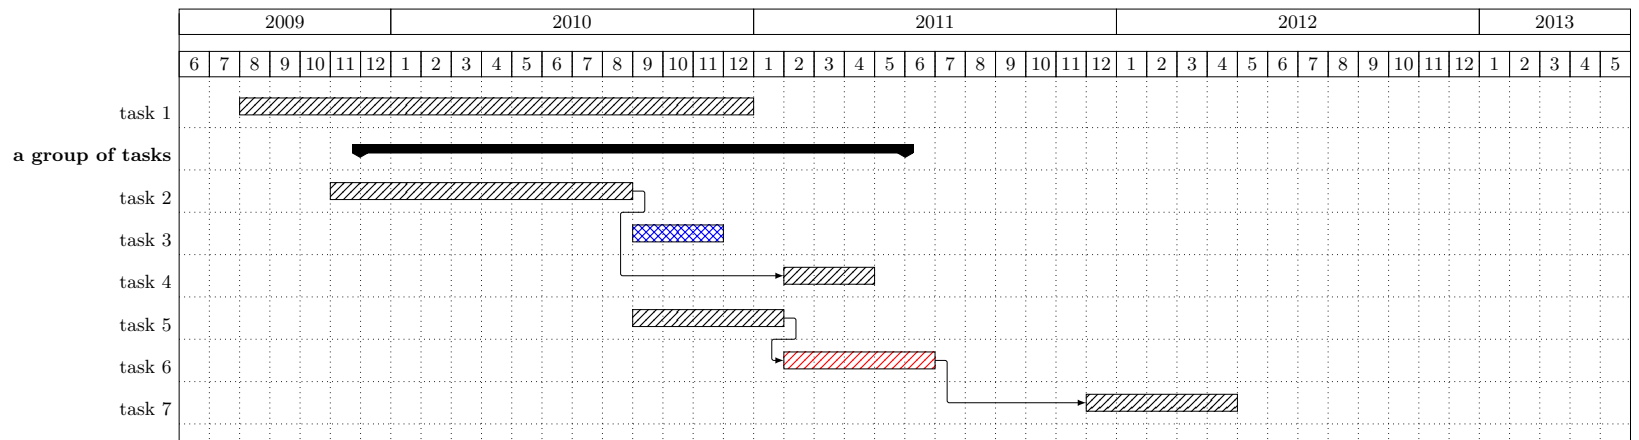 2009 2010 2011 2012 2013
6 7 8 9 10 11 12 1 2 3 4 5 6 7 8 9 10 11 12 1 2 3 4 5 6 7 8 9 10 11 12 1 2 3 4 5 6 7 8 9 10 11 12 1 2 3 4 5
task 1
a group of tasks
task 2
task 3
task 4
task 5
task 6
task 7